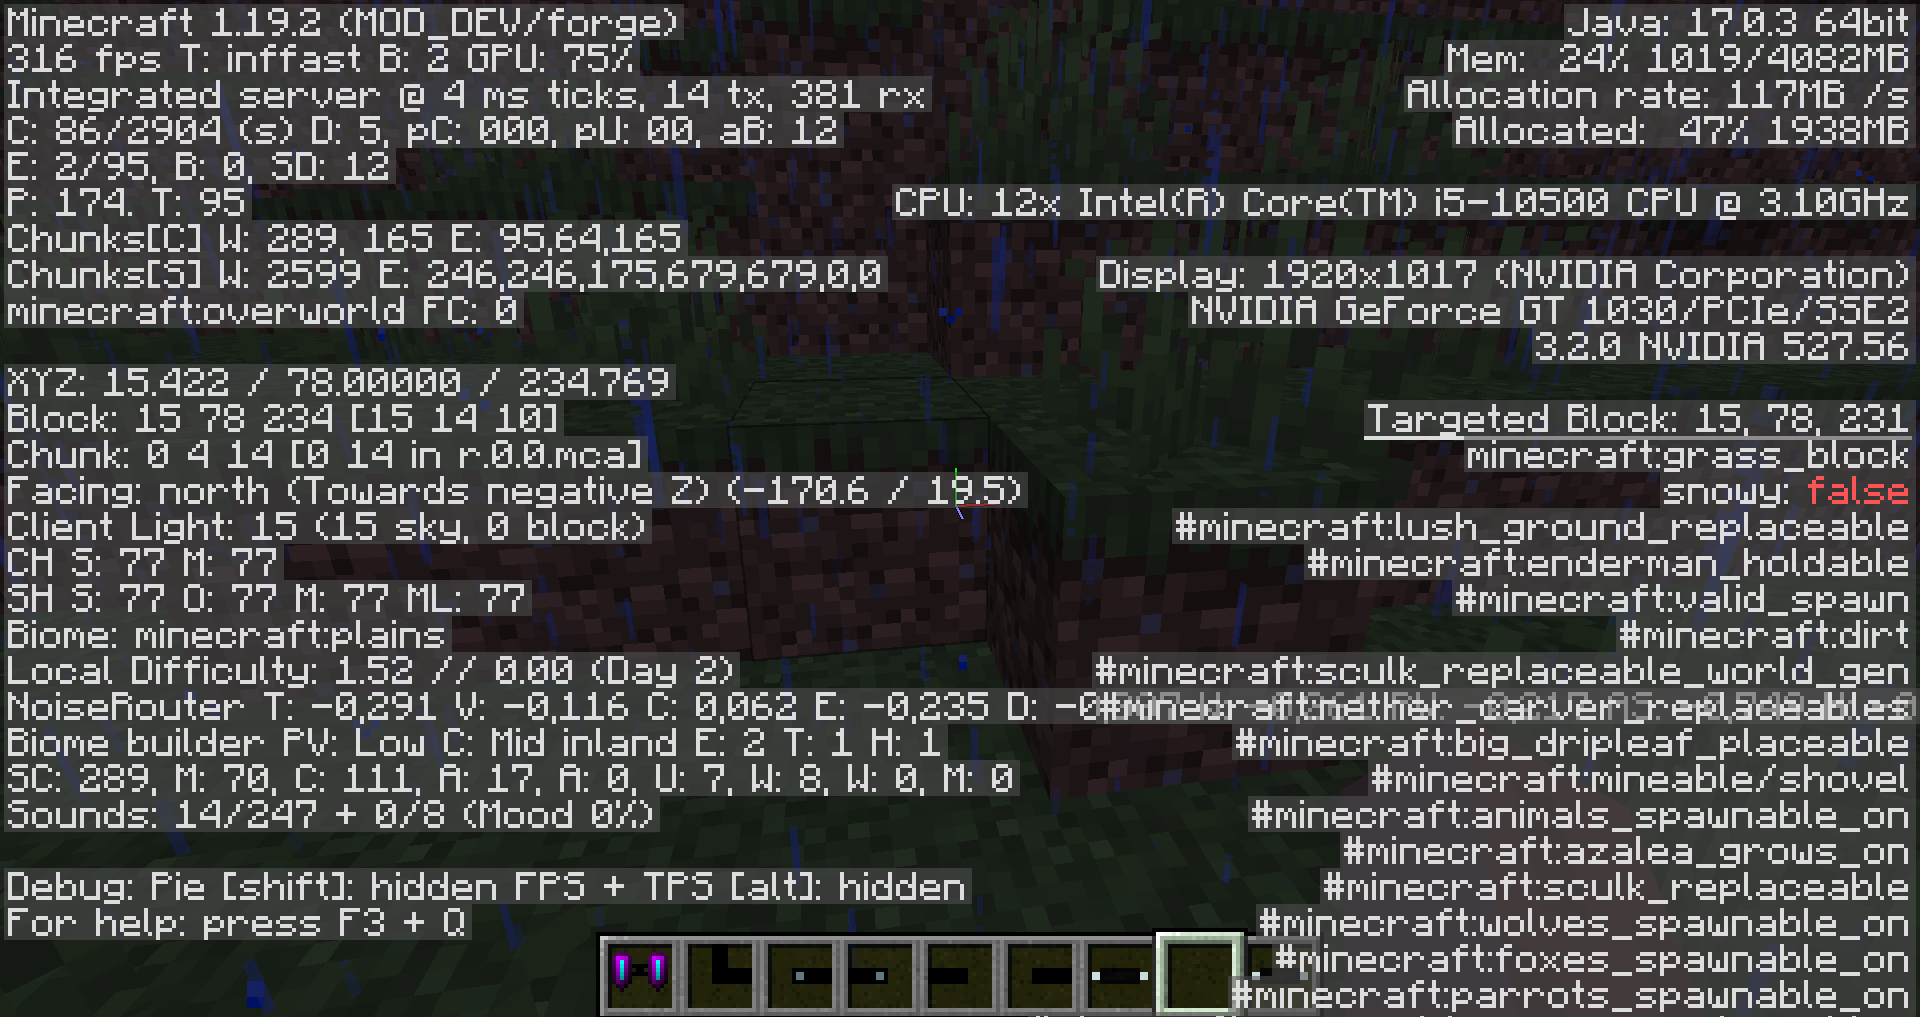 Minecraft 1.19.2 (MOD_DEV/forge)
316 fps T: inffast B: 2 GPU: 75%
Integrated server @ 4 ms ticks, 14 tx, 381 rx
C: 86/2904 (s) D: 5, pC: 000, pU: 00, aB: 12
E: 2/95, B: 0, SD: 12
P: 174. T: 95
Chunks[C] W: 289, 165 E: 95,64,165
Chunks[S] W: 2599 E: 246,246,175,679,679,0,0
minecraft:overworld FC: 0
XYZ: 15.422 / 78.00000 / 234.769
Block: 15 78 234 [15 14 10]
Chunk: 0 4 14 [0 14 in r.0.0.mca]
Facing: north (Towards negative Z) (-170.6 / 19.5)
Client Light: 15 (15 sky, 0 block)
CH S: 77 M: 77
SH S: 77 O: 77 M: 77 ML: 77
Biome: minecraft:plains
Local Difficulty: 1.52 // 0.00 (Day 2)
NoiseRouter T: -0,291 V: -0,116 C: 0,062 E: -0,235 D:
Biome builder PV: Low C: Mid inland E: 2 T: 1 H: 1
SC: 289, M: 70, C: 111, A: 17, A: 0, U: 7, W: 8, W: 0, M: 0
Sounds: 14/247 + 0/8 (Mood 0%)
Debug: Pie [shift]: hidden FPS + TPS [alt]: hidden
For help: press F3 + Q
Java: 17.0.3 64bit
Mem: 24% 1019/4082MB
Allocation rate: 117MB /s
Allocated: 47% 1938MB
CPU: 12x Intel(R) Core(TM) i5-10500 CPU @ 3.10GHz
Display: 1920x1017 (NVIDIA Corporation)
NVIDIA GeForce GT 1030/PCIe/SSE2
3.2.0 NVIDIA 527.56
Targeted Block: 15, 78, 231
minecraft:grass_block
snowy: false
#minecraft:lush_ground_replaceable
#minecraft:enderman_holdable
#minecraft:valid_spawn
#minecraft:dirt
#minecraft:sculk_replaceable_world_gen
#minecraft:nether_carver_replaceables
#minecraft:big_dripleaf_placeable
#minecraft:mineable/shovel
#minecraft:animals_spawnable_on
#minecraft:azalea_grows_on
#minecraft:sculk_replaceable
#minecraft:wolves_spawnable_on
#minecraft:foxes_spawnable_on
#minecraft:parrots_spawnable_on